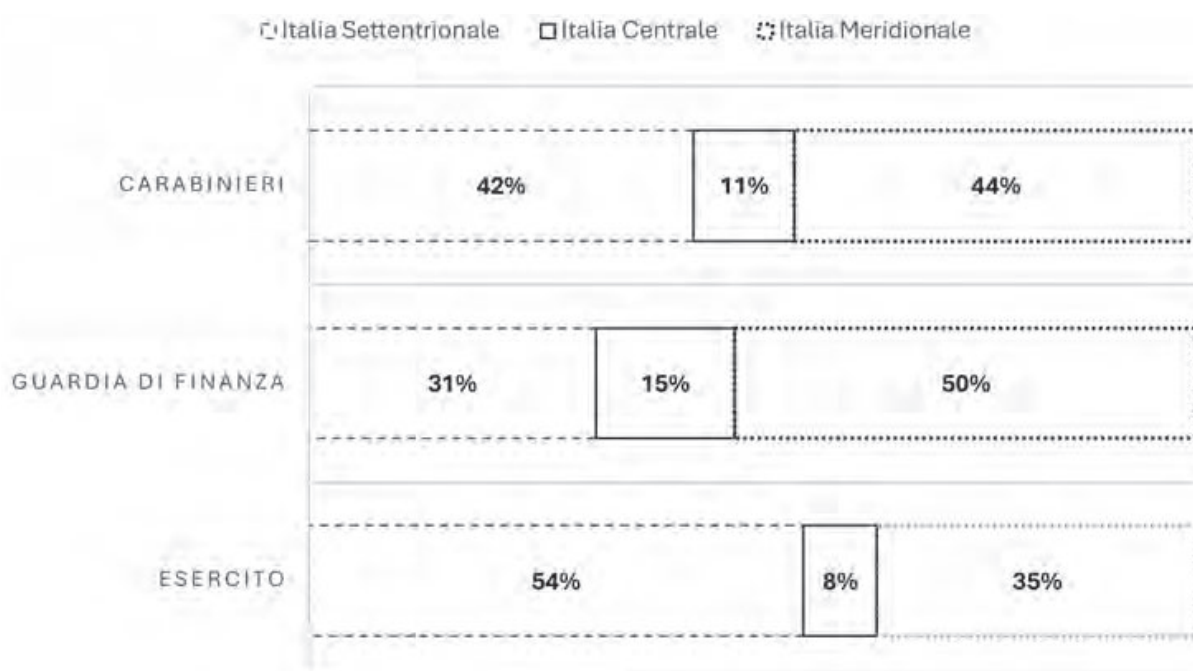 Italia Settentrionale Italia Centrale Italia Meridionale
CARABINIERI 42% 11% 44%
GUARDIA DI FINANZA 31% 15% 50%
ESERCITO 54% 8% 35%